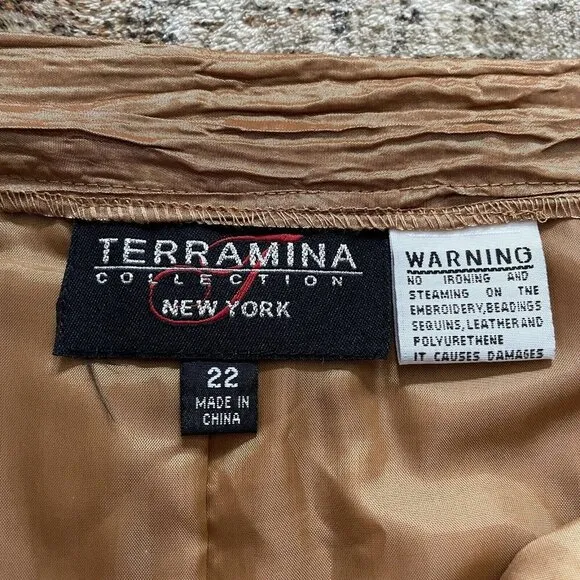 TERRAMINA
COLLECTION
T
NEW YORK
22
MADE IN
CHINA
WARNING
NO IRONING AND
STEAMING ON THE
EMBROIDERY, BEADINGS
SEQUINS, LEATHER AND
POLYURETHENE
IT CAUSES DAMAGES